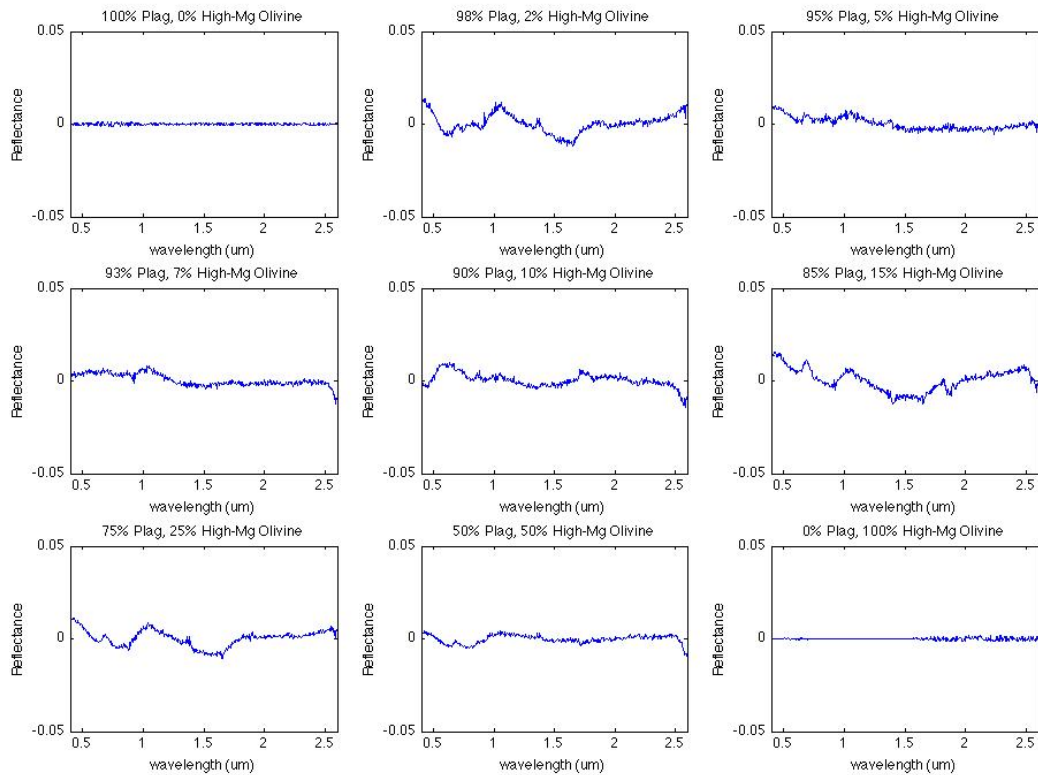 100% Plag, 0% High-Mg Olivine
0.05
0
-0.05
Reflectance
0.5 1 1.5 2 2.5
wavelength (um)
98% Plag, 2% High-Mg Olivine
0.05
0
-0.05
Reflectance
0.5 1 1.5 2 2.5
wavelength (um)
95% Plag, 5% High-Mg Olivine
0.05
0
-0.05
Reflectance
0.5 1 1.5 2 2.5
wavelength (um)
93% Plag, 7% High-Mg Olivine
0.05
0
-0.05
Reflectance
0.5 1 1.5 2 2.5
wavelength (um)
90% Plag, 10% High-Mg Olivine
0.05
0
-0.05
Reflectance
0.5 1 1.5 2 2.5
wavelength (um)
85% Plag, 15% High-Mg Olivine
0.05
0
-0.05
Reflectance
0.5 1 1.5 2 2.5
wavelength (um)
75% Plag, 25% High-Mg Olivine
0.05
0
-0.05
Reflectance
0.5 1 1.5 2 2.5
wavelength (um)
50% Plag, 50% High-Mg Olivine
0.05
0
-0.05
Reflectance
0.5 1 1.5 2 2.5
wavelength (um)
0% Plag, 100% High-Mg Olivine
0.05
0
-0.05
Reflectance
0.5 1 1.5 2 2.5
wavelength (um)